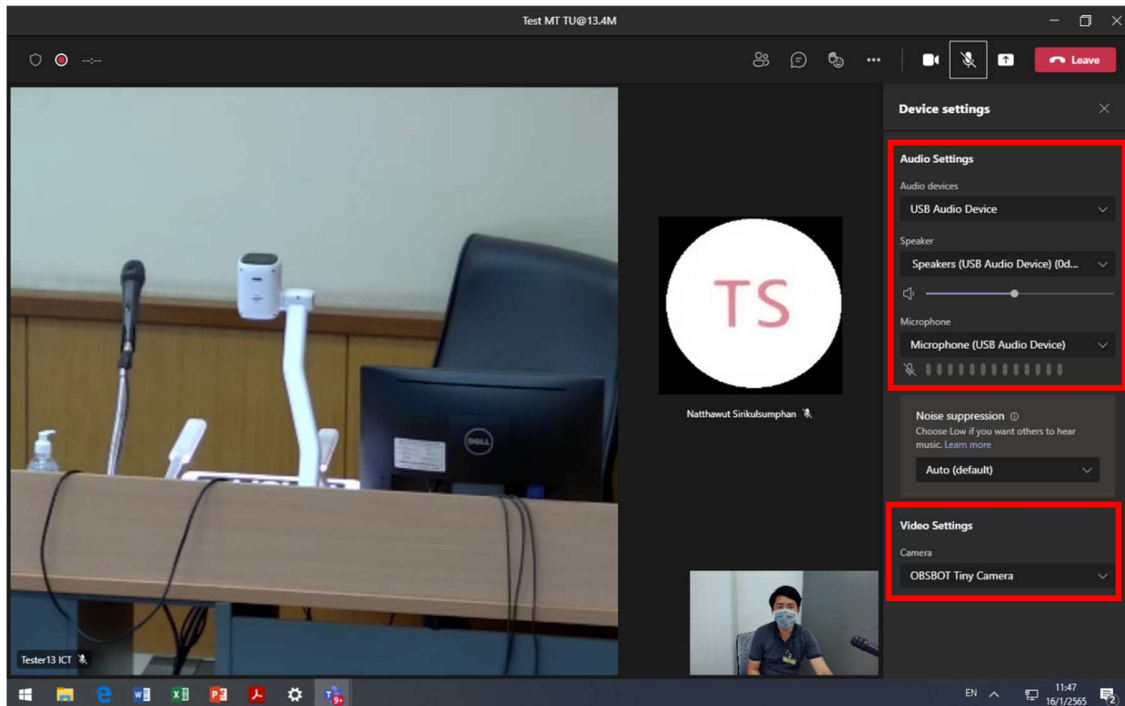 Test MT TU@13.4M
--:--
Leave
Device settings
Audio Settings
Audio devices
USB Audio Device
Speaker
Speakers (USB Audio Device) (0d...
Microphone
Microphone (USB Audio Device)
Noise suppression
Choose Low if you want others to hear
music. Learn more
Auto (default)
Video Settings
Camera
OBSBOT Tiny Camera
TS
Natthawut Sirikulsumphan
DELL
Tester13 ICT
9+
EN
11:47
16/1/2565
2